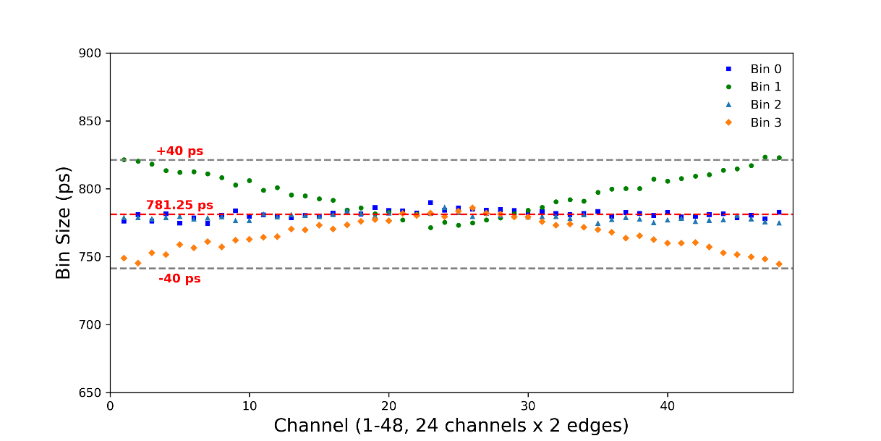 900
850
800
750
700
650
Bin Size (ps)
+40 ps
781.25 ps
-40 ps
Bin 0
Bin 1
Bin 2
Bin 3
0
10
20
30
40
Channel (1-48, 24 channels x 2 edges)